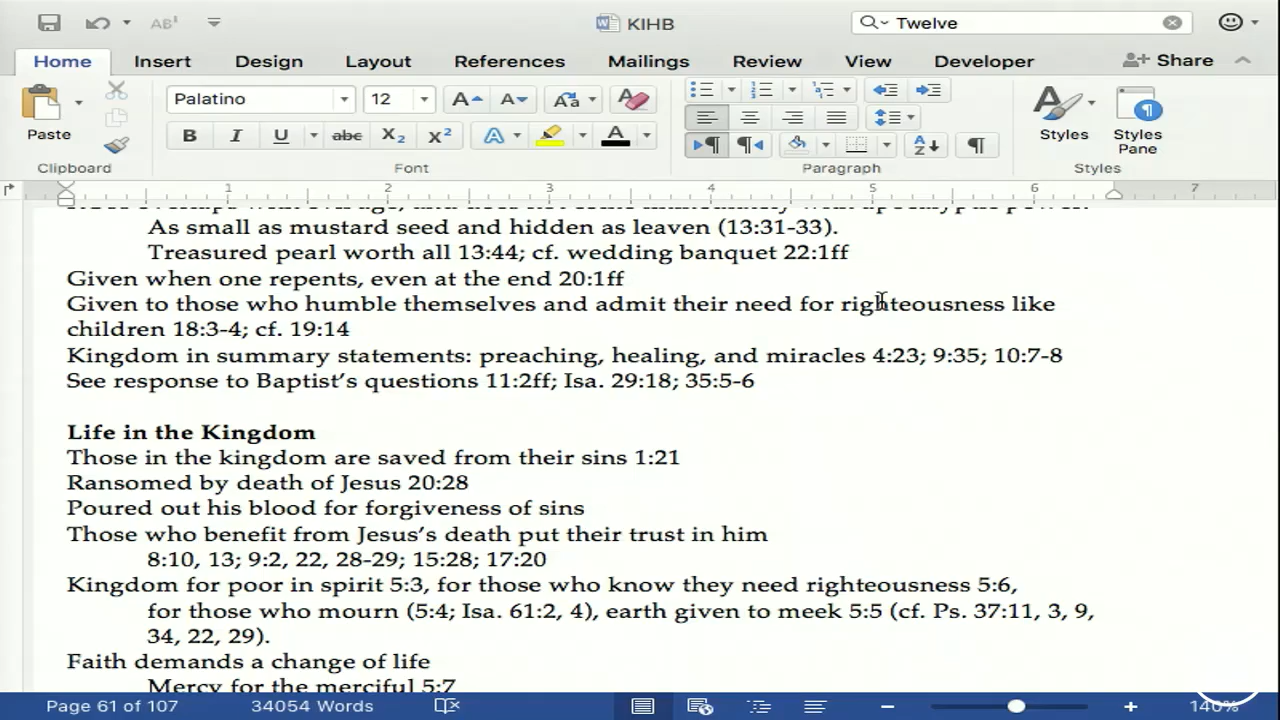 KIHB
Twelve
Home Insert Design Layout References Mailings Review View Developer Share
Paste
Palatino 12
Styles
Styles Pane
Clipboard Font Paragraph Styles
1 2 3 4 5 6 7
As small as mustard seed and hidden as leaven (13:31-33).
Treasured pearl worth all 13:44; cf. wedding banquet 22:1ff
Given when one repents, even at the end 20:1ff
Given to those who humble themselves and admit their need for righteousness like
children 18:3-4; cf. 19:14
Kingdom in summary statements: preaching, healing, and miracles 4:23; 9:35; 10:7-8
See response to Baptist's questions 11:2ff; Isa. 29:18; 35:5-6
Life in the Kingdom
Those in the kingdom are saved from their sins 1:21
Ransomed by death of Jesus 20:28
Poured out his blood for forgiveness of sins
Those who benefit from Jesus's death put their trust in him
8:10, 13; 9:2, 22, 28-29; 15:28; 17:20
Kingdom for poor in spirit 5:3, for those who know they need righteousness 5:6,
for those who mourn (5:4; Isa. 61:2, 4), earth given to meek 5:5 (cf. Ps. 37:11, 3, 9,
34, 22, 29).
Faith demands a change of life
Mercy for the merciful 5:7
Page 61 of 107 34054 Words 140%